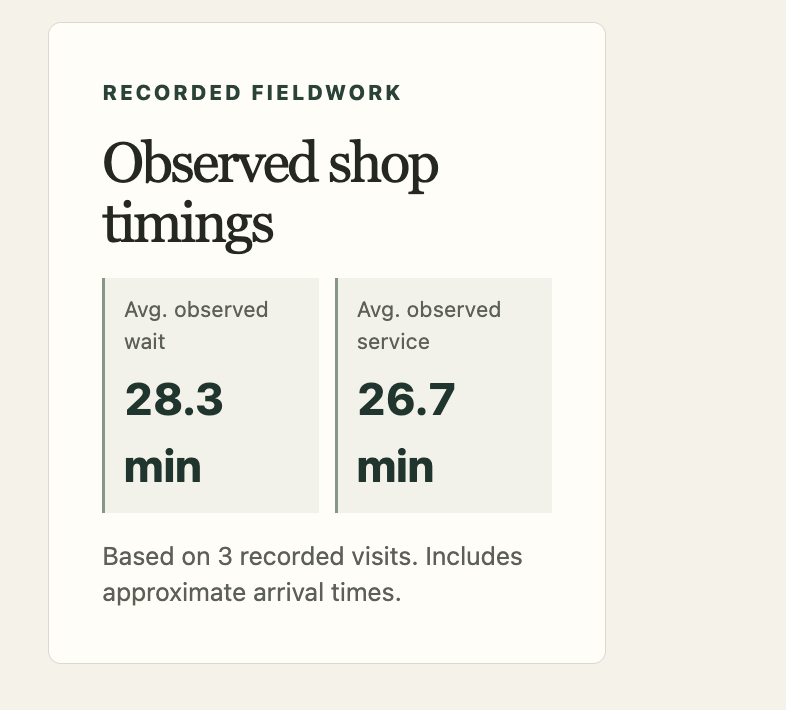 RECORDED FIELDWORK
Observed shop
timings
Avg. observed
wait
28.3
min
Avg. observed
service
26.7
min
Based on 3 recorded visits. Includes
approximate arrival times.